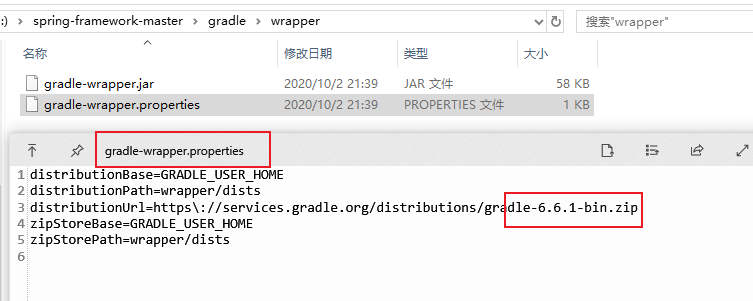 :) › spring-framework-master › gradle › wrapper
搜索"wrapper"
名称 修改日期 类型 大小
gradle-wrapper.jar 2020/10/2 21:39 JAR 文件 58 KB
gradle-wrapper.properties 2020/10/2 21:39 PROPERTIES 文件 1 KB
gradle-wrapper.properties
1 distributionBase=GRADLE_USER_HOME
2 distributionPath=wrapper/dists
3 distributionUrl=https\://services.gradle.org/distributions/gradle-6.6.1-bin.zip
4 zipStoreBase=GRADLE_USER_HOME
5 zipStorePath=wrapper/dists
6